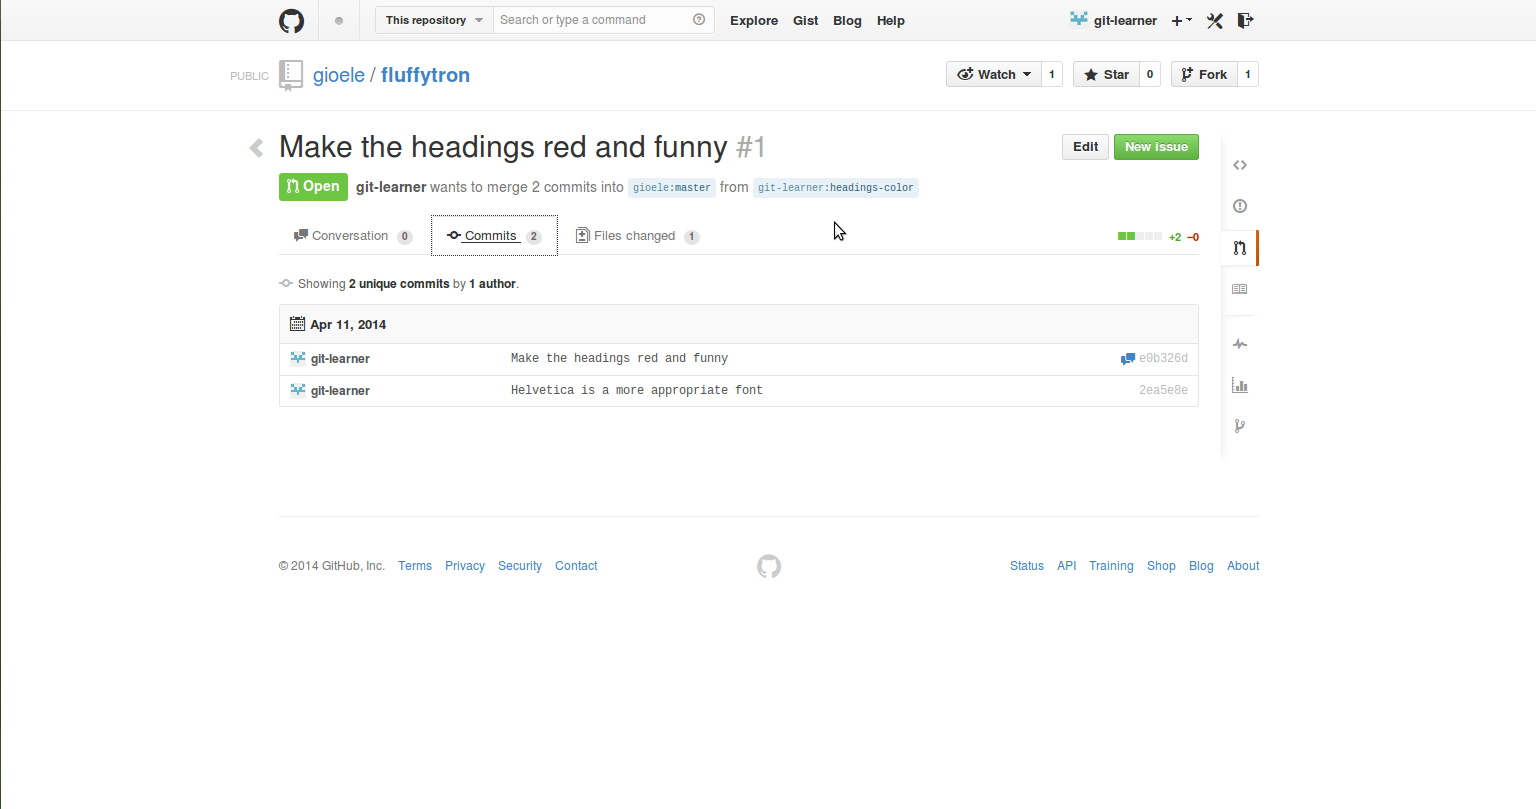 This repository Search or type a command Explore Gist Blog Help git-learner
PUBLIC gioele / fluffytron Watch 1 Star 0 Fork 1
Make the headings red and funny #1 Edit New issue
Open git-learner wants to merge 2 commits into gioele:master from git-learner:headings-color
Conversation 0 Commits 2 Files changed 1 +2 −0
Showing 2 unique commits by 1 author.
Apr 11, 2014
git-learner Make the headings red and funny e0b326d
git-learner Helvetica is a more appropriate font 2ea5e8e
© 2014 GitHub, Inc. Terms Privacy Security Contact Status API Training Shop Blog About